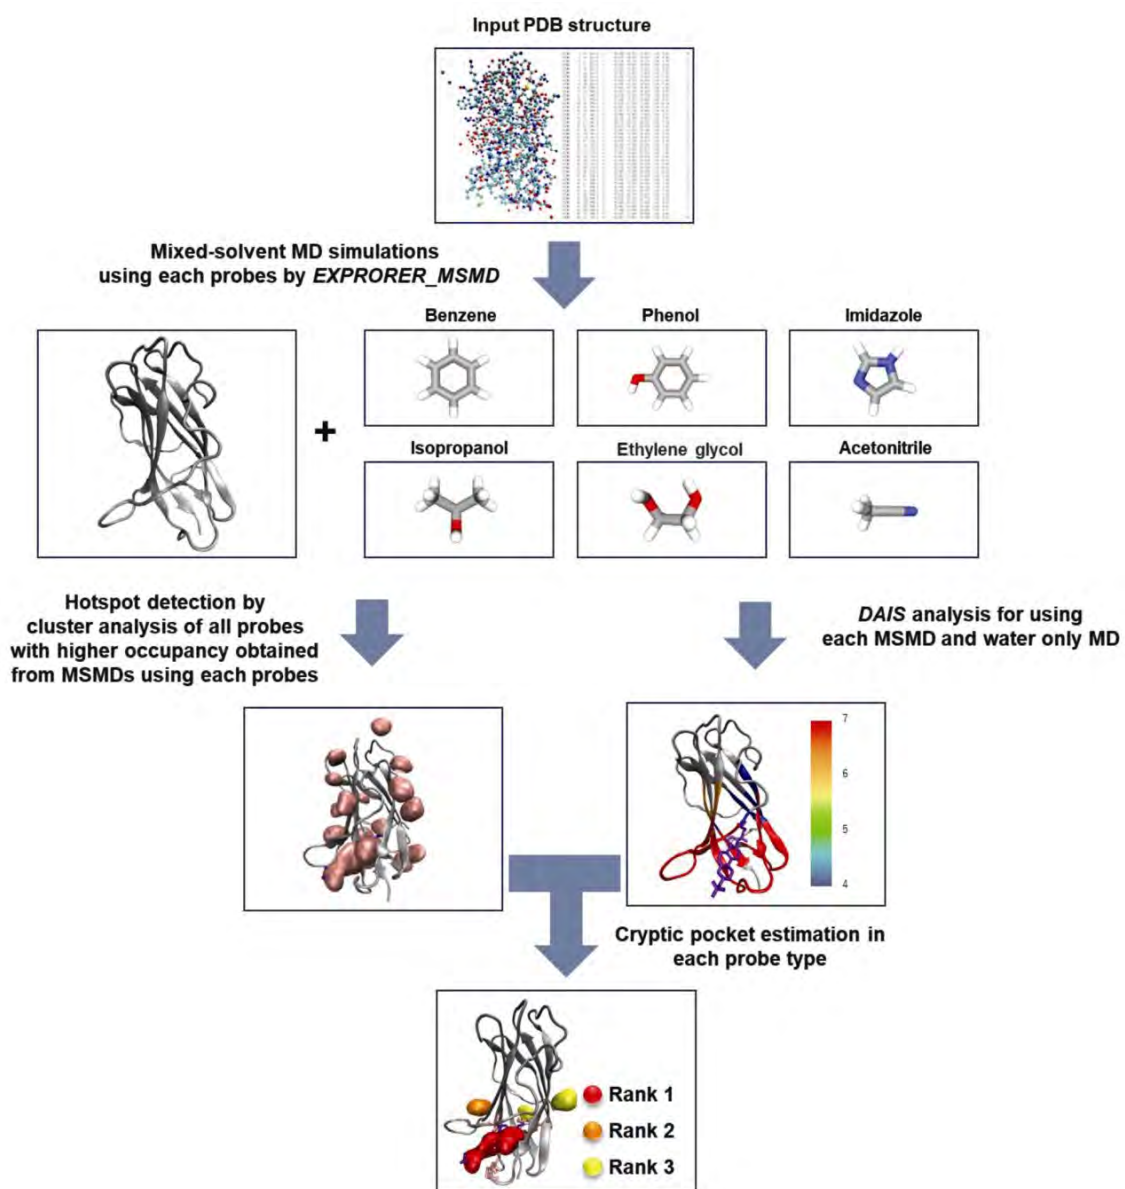 Input PDB structure
Mixed-solvent MD simulations
using each probes by EXPRORER_MSMD
Benzene
Phenol
Imidazole
+
Isopropanol
Ethylene glycol
Acetonitrile
Hotspot detection by
cluster analysis of all probes
with higher occupancy obtained
from MSMDs using each probes
DAIS analysis for using
each MSMD and water only MD
7
6
5
4
Cryptic pocket estimation in
each probe type
Rank 1
Rank 2
Rank 3